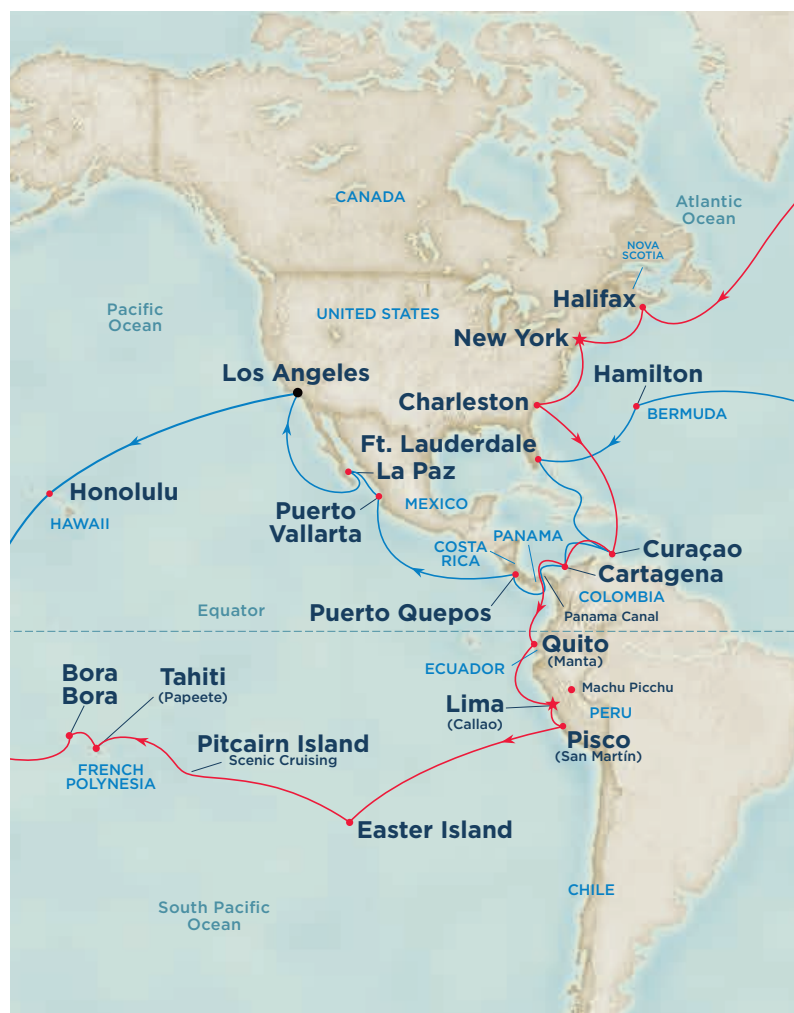 CANADA
Atlantic
Ocean
NOVA
SCOTIA
Halifax
Pacific
Ocean
UNITED STATES
New York
Los Angeles
Hamilton
Charleston
BERMUDA
Ft. Lauderdale
La Paz
Honolulu
HAWAII
Puerto
Vallarta
MEXICO
PANAMA
COSTA
RICA
Curaçao
Cartagena
COLOMBIA
Panama Canal
Puerto Quepos
Equator
Quito
(Manta)
ECUADOR
Bora
Bora
Tahiti
(Papeete)
Machu Picchu
Lima
(Callao)
PERU
Pisco
(San Martín)
Pitcairn Island
Scenic Cruising
FRENCH
POLYNESIA
Easter Island
CHILE
South Pacific
Ocean